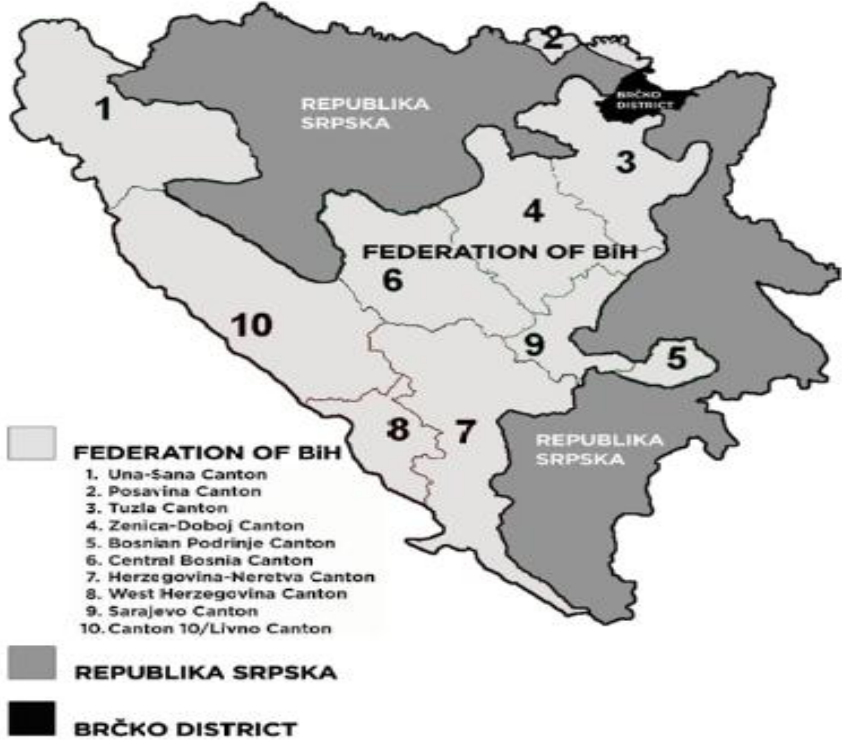 2
1
REPUBLIKA
SRPSKA
BRČKO
DISTRICT
3
4
FEDERATION OF BiH
6
10
9
5
8
7
REPUBLIKA
SRPSKA
FEDERATION OF BiH
1. Una-Sana Canton
2. Posavina Canton
3. Tuzla Canton
4. Zenica-Doboj Canton
5. Bosnian Podrinje Canton
6. Central Bosnia Canton
7. Herzegovina-Neretva Canton
8. West Herzegovina Canton
9. Sarajevo Canton
10. Canton 10/Livno Canton
REPUBLIKA SRPSKA
BRČKO DISTRICT